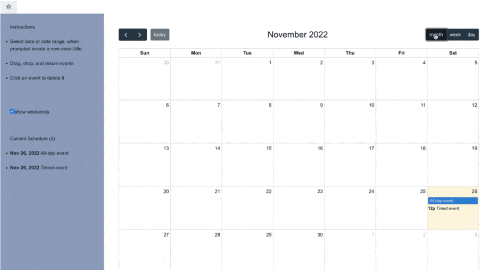 Instructions
Select date or date range, when
prompted create a new event title
Drag, drop, and resize events
Click an event to delete it
show weekends
Current Schedule (2)
Nov 26, 2022 All-day event
Nov 26, 2022 Timed event
today
November 2022
month week day
Sun Mon Tue Wed Thu Fri Sat
30 31 1 2 3 4 5
6 7 8 9 10 11 12
13 14 15 16 17 18 19
20 21 22 23 24 25 26
All-day event
12p Timed event
27 28 29 30 1 2 3